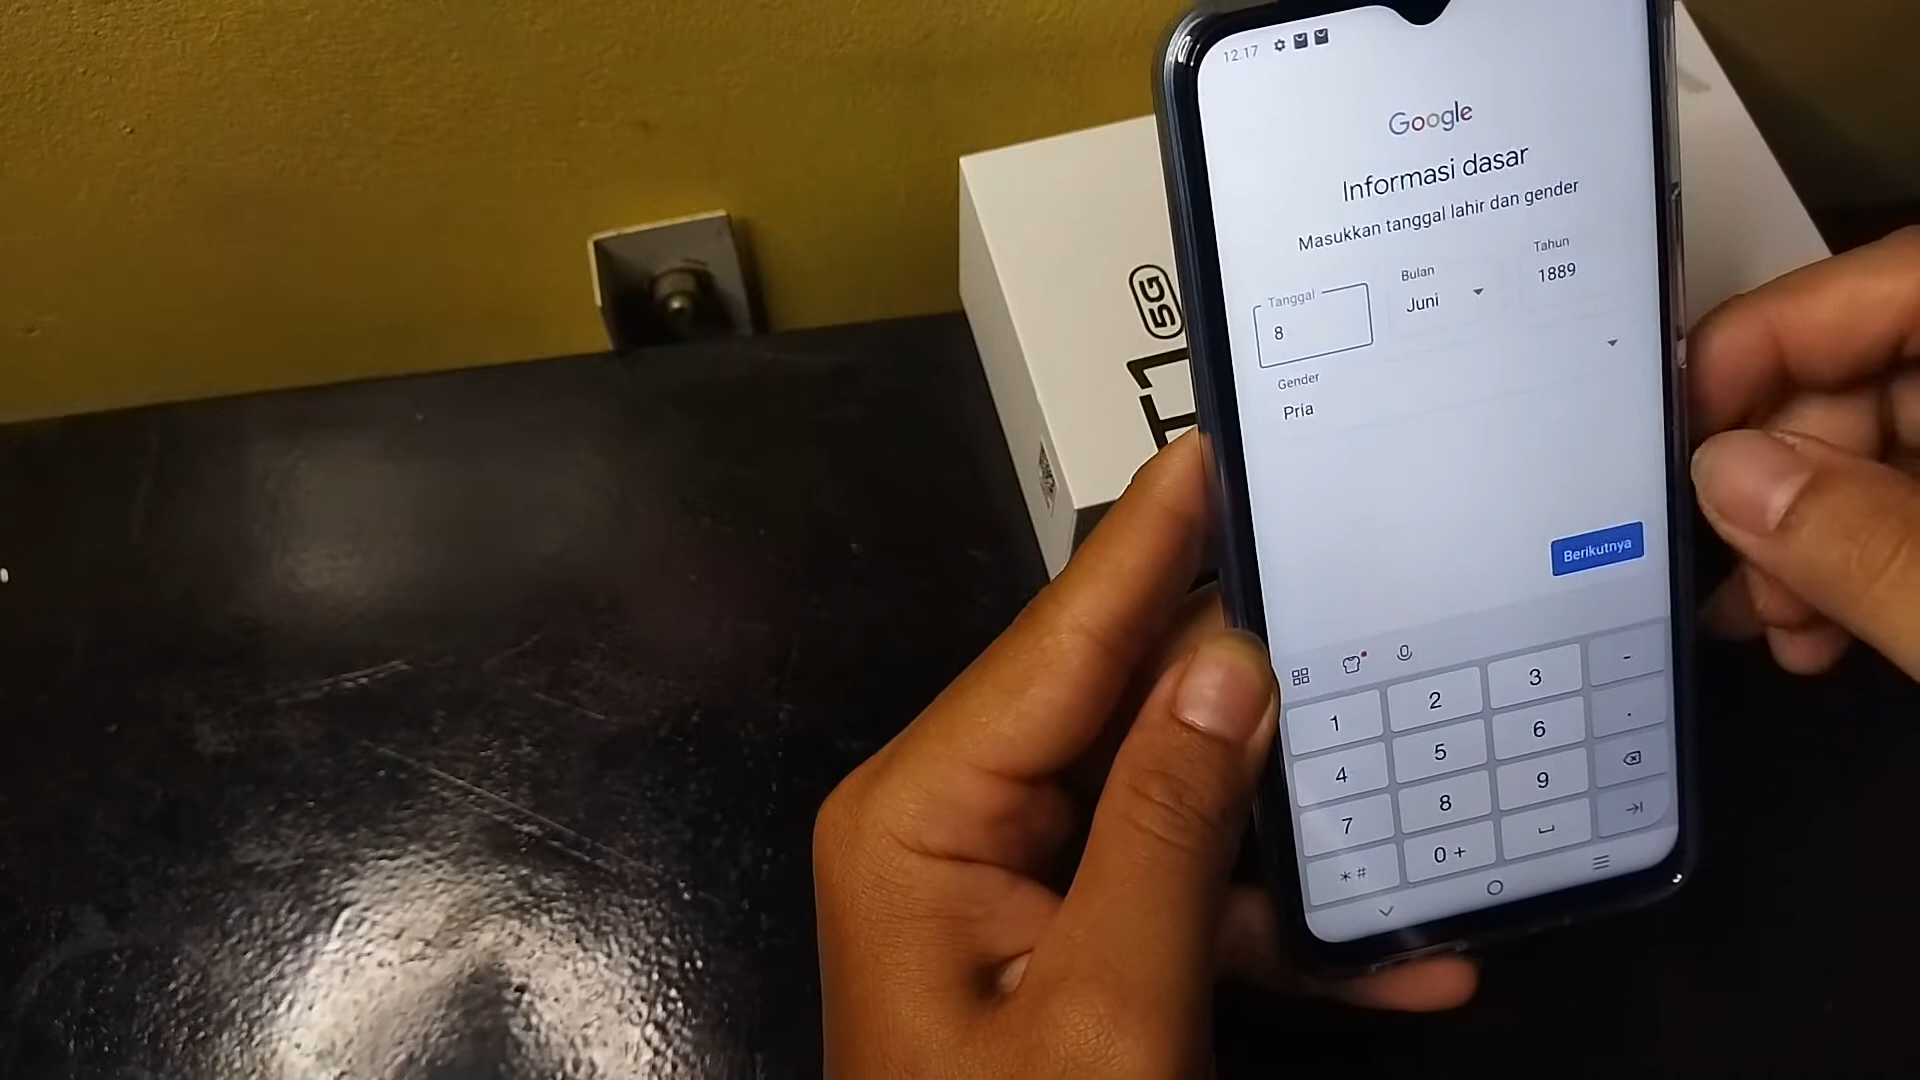 12.17
Google
Informasi dasar
Masukkan tanggal lahir dan gender
Tanggal
8
Bulan
Juni
Tahun
1889
Gender
Pria
Berikutnya
1 2 3 -
4 5 6 .
7 8 9
*# 0 +
T1 5G